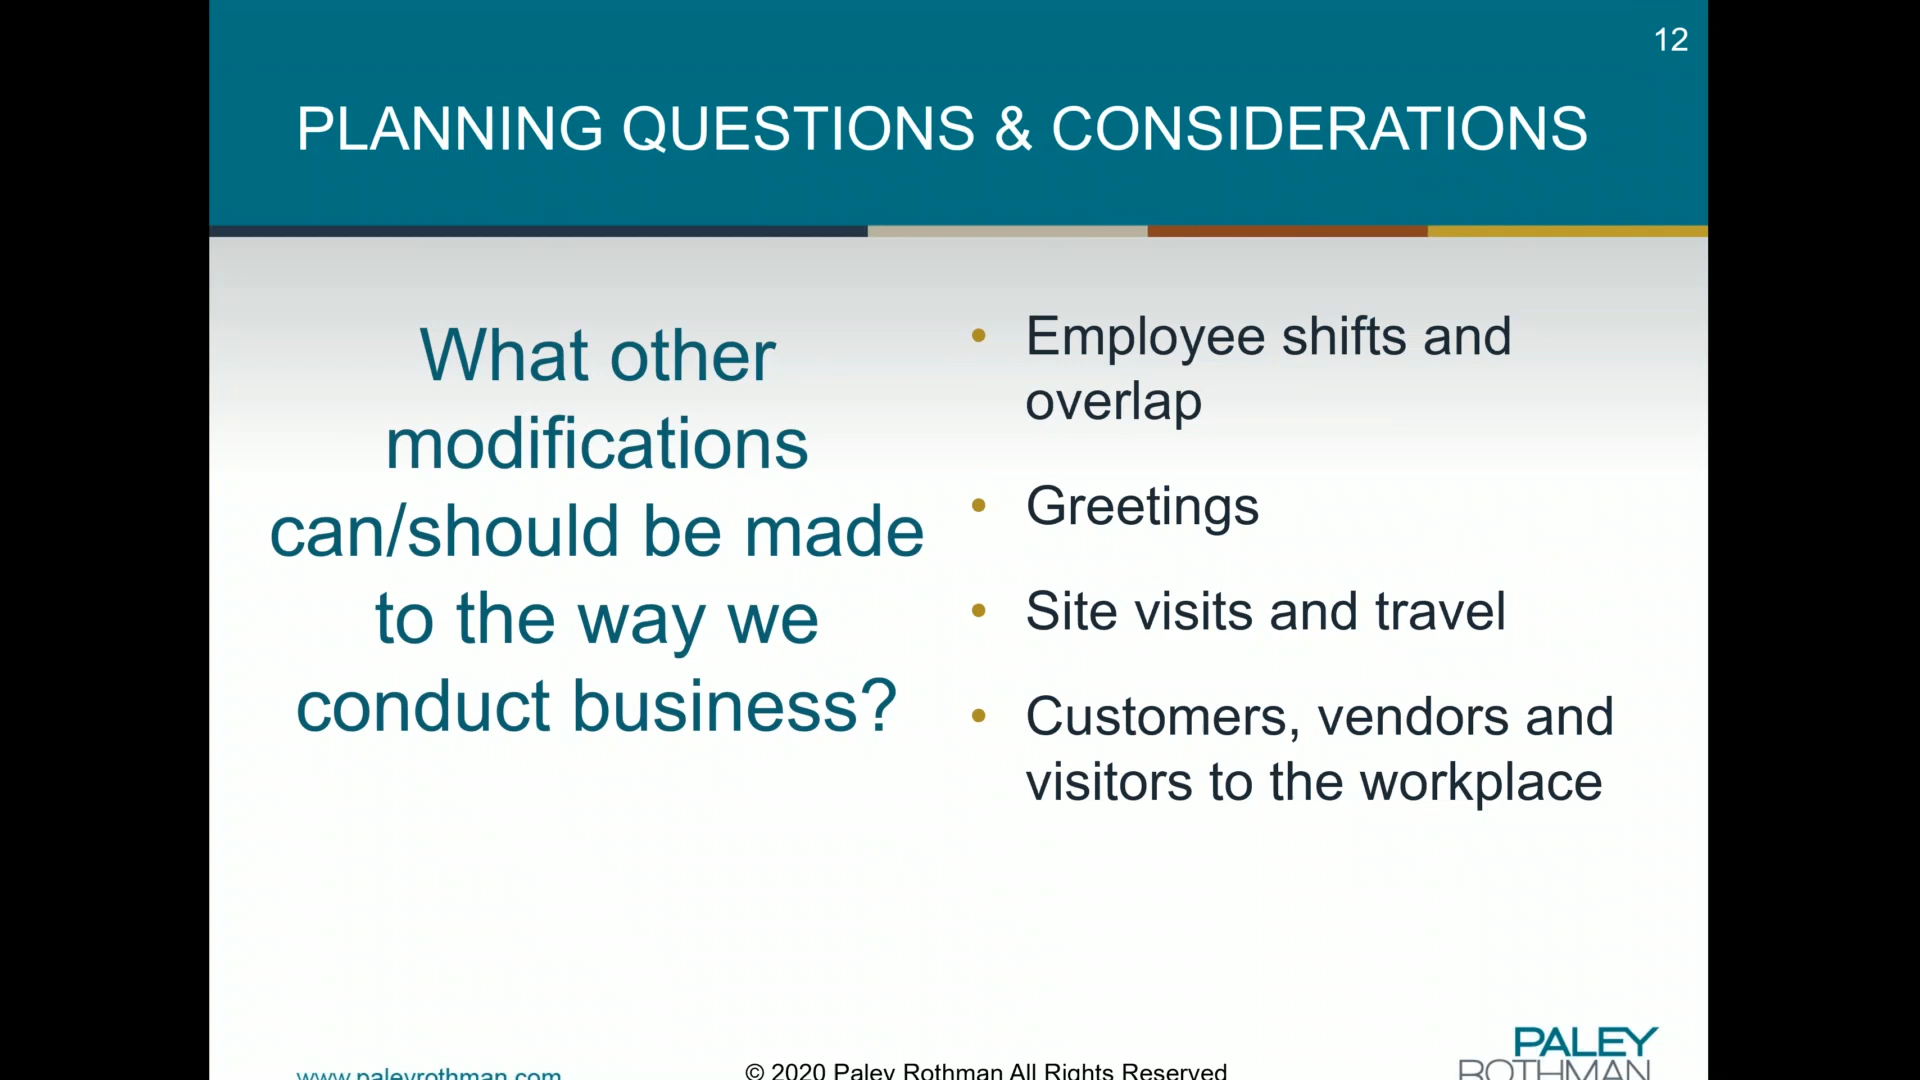 12
PLANNING QUESTIONS & CONSIDERATIONS
What other
modifications
can/should be made
to the way we
conduct business?
• Employee shifts and
overlap
• Greetings
• Site visits and travel
• Customers, vendors and
visitors to the workplace
www.paleyrothman.com
© 2020 Paley Rothman All Rights Reserved
PALEY
ROTHMAN